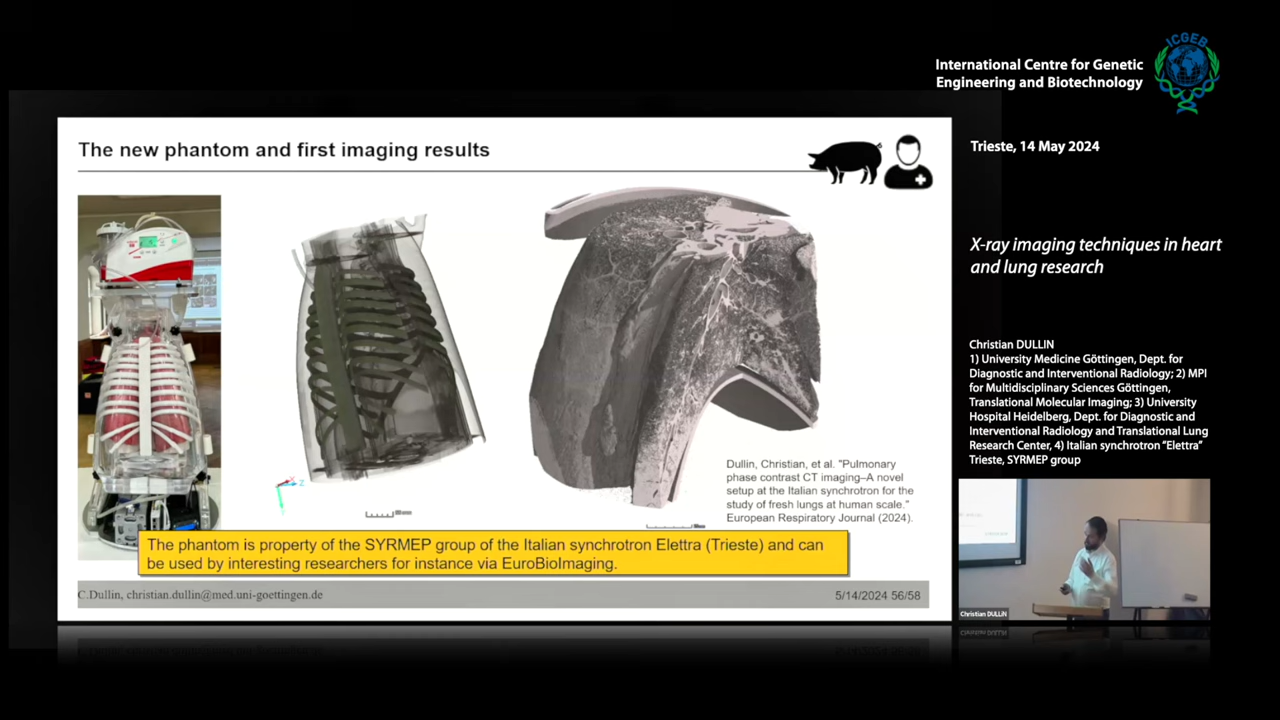 International Centre for Genetic
Engineering and Biotechnology
ICGEB
Trieste, 14 May 2024
X-ray imaging techniques in heart
and lung research
Christian DULLIN
1) University Medicine Göttingen, Dept. for
Diagnostic and Interventional Radiology; 2) MPI
for Multidisciplinary Sciences Göttingen,
Translational Molecular Imaging; 3) University
Hospital Heidelberg, Dept. for Diagnostic and
Interventional Radiology and Translational Lung
Research Center, 4) Italian synchrotron “Elettra”
Trieste, SYRMEP group
The new phantom and first imaging results
z
Dullin, Christian, et al. "Pulmonary
phase contrast CT imaging–A novel
setup at the Italian synchrotron for the
study of fresh lungs at human scale."
European Respiratory Journal (2024).
The phantom is property of the SYRMEP group of the Italian synchrotron Elettra (Trieste) and can
be used by interesting researchers for instance via EuroBioImaging.
C.Dullin, christian.dullin@med.uni-goettingen.de
5/14/2024 56/58
Christian DULLIN